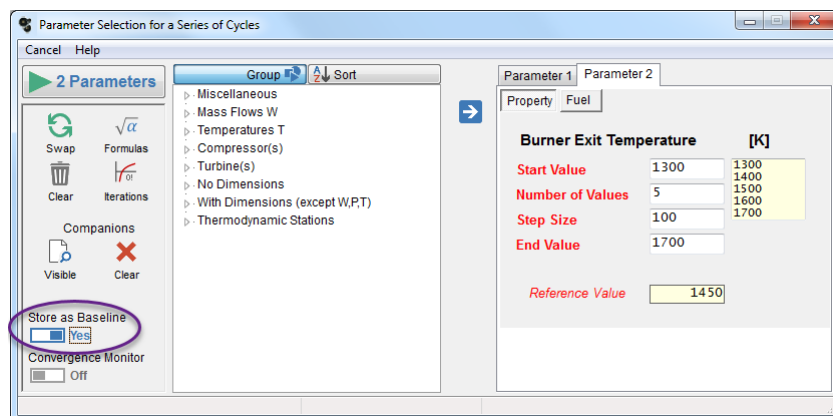 Parameter Selection for a Series of Cycles
Cancel Help
2 Parameters
Swap
√α
Formulas
Clear
0!
Iterations
Companions
Visible
Clear
Store as Baseline
Yes
Convergence Monitor
Off
Group
A Z Sort
Miscellaneous
Mass Flows W
Temperatures T
Compressor(s)
Turbine(s)
No Dimensions
With Dimensions (except W,P,T)
Thermodynamic Stations
Parameter 1 Parameter 2
Property Fuel
Burner Exit Temperature [K]
Start Value 1300
Number of Values 5
Step Size 100
End Value 1700
1300
1400
1500
1600
1700
Reference Value 1450